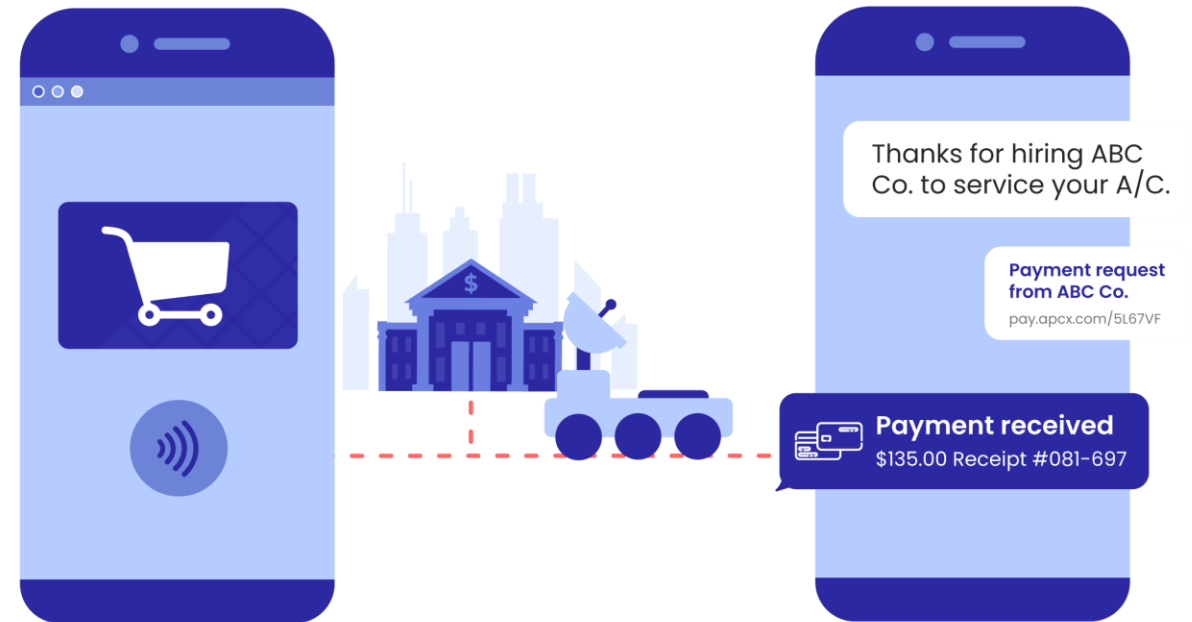 $
Thanks for hiring ABC
Co. to service your A/C.
Payment request
from ABC Co.
pay.apcx.com/5L67VF
Payment received
$135.00 Receipt #081-697